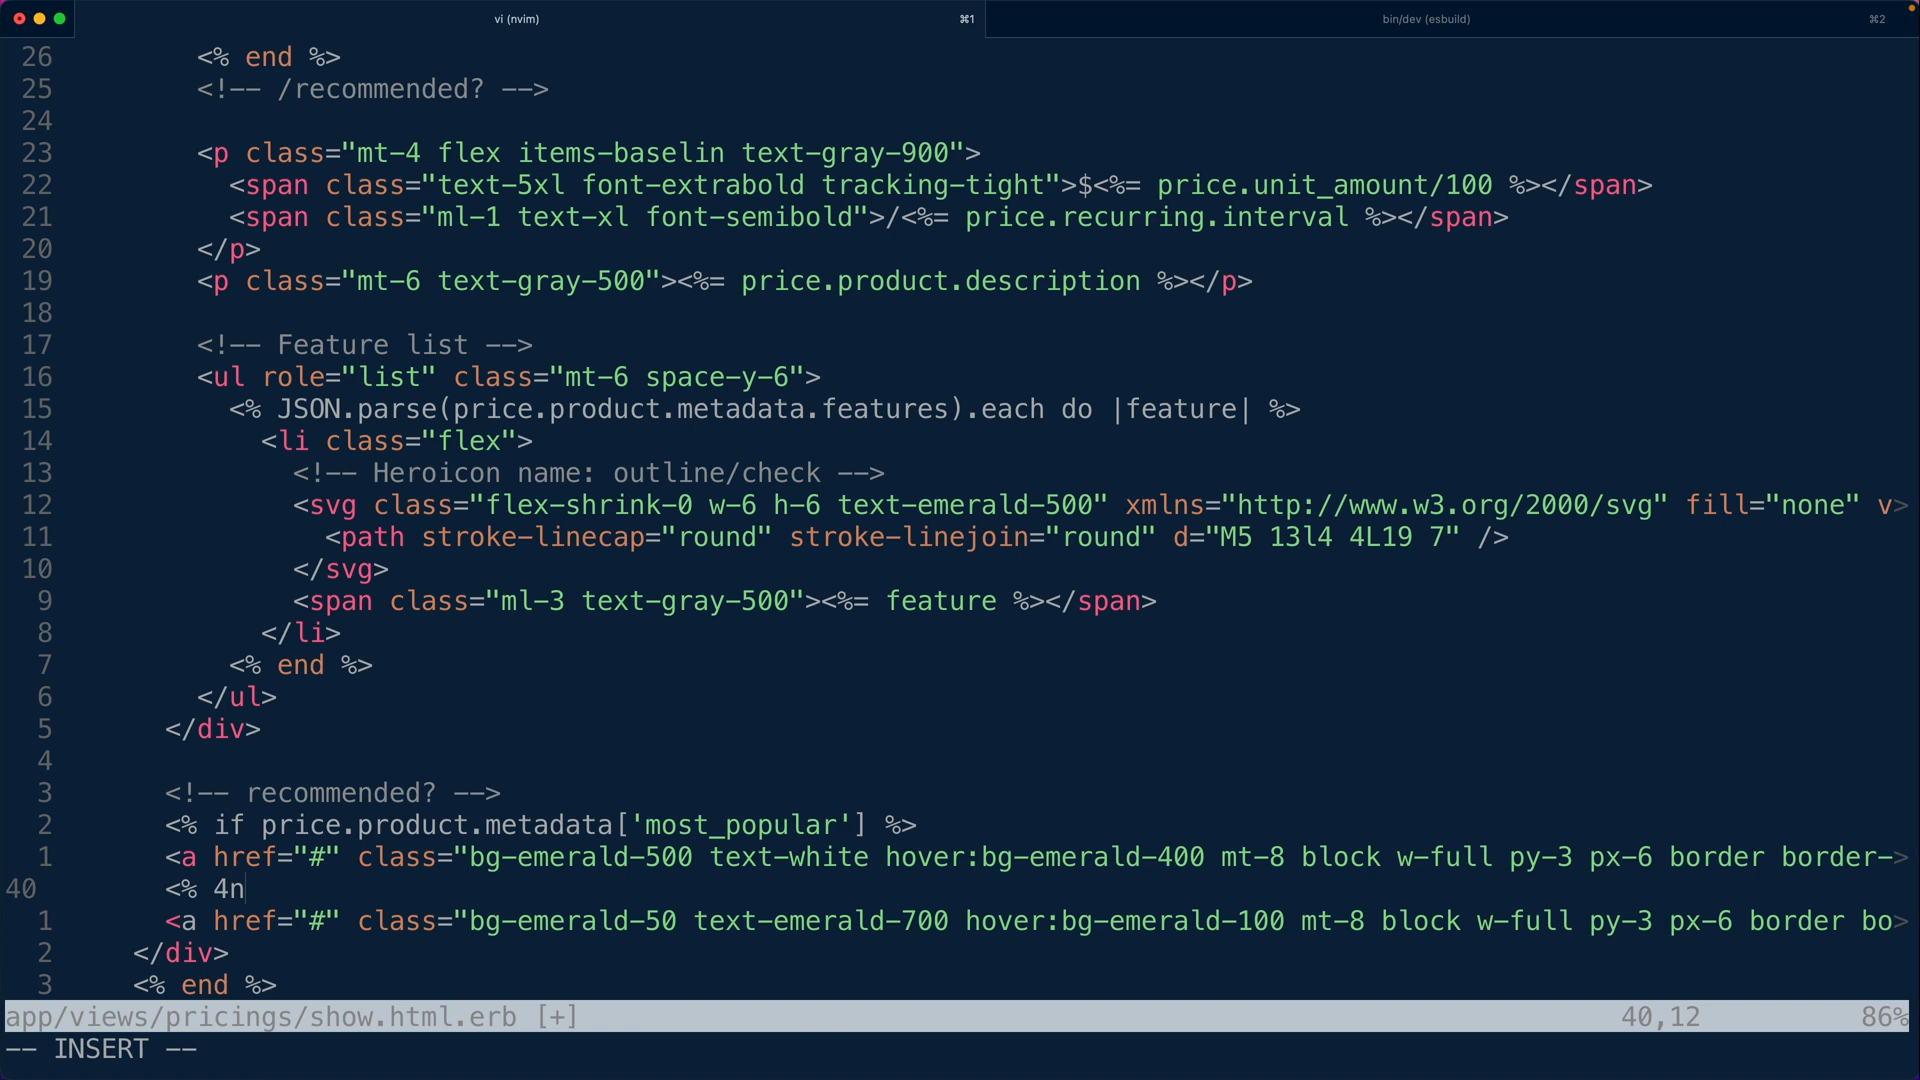 vi (nvim) ⌘1 bin/dev (esbuild) ⌘2
26 <% end %>
25 <!-- /recommended? -->
24
23 <p class="mt-4 flex items-baselin text-gray-900">
22 <span class="text-5xl font-extrabold tracking-tight">$<%= price.unit_amount/100 %></span>
21 <span class="ml-1 text-xl font-semibold">/<%= price.recurring.interval %></span>
20 </p>
19 <p class="mt-6 text-gray-500"><%= price.product.description %></p>
18
17 <!-- Feature list -->
16 <ul role="list" class="mt-6 space-y-6">
15 <% JSON.parse(price.product.metadata.features).each do |feature| %>
14 <li class="flex">
13 <!-- Heroicon name: outline/check -->
12 <svg class="flex-shrink-0 w-6 h-6 text-emerald-500" xmlns="http://www.w3.org/2000/svg" fill="none" v>
11 <path stroke-linecap="round" stroke-linejoin="round" d="M5 13l4 4L19 7" />
10 </svg>
9 <span class="ml-3 text-gray-500"><%= feature %></span>
8 </li>
7 <% end %>
6 </ul>
5 </div>
4
3 <!-- recommended? -->
2 <% if price.product.metadata['most_popular'] %>
1 <a href="#" class="bg-emerald-500 text-white hover:bg-emerald-400 mt-8 block w-full py-3 px-6 border border->
40 <% 4n
1 <a href="#" class="bg-emerald-50 text-emerald-700 hover:bg-emerald-100 mt-8 block w-full py-3 px-6 border bo>
2 </div>
3 <% end %>
app/views/pricings/show.html.erb [+] 40,12 86%
-- INSERT --